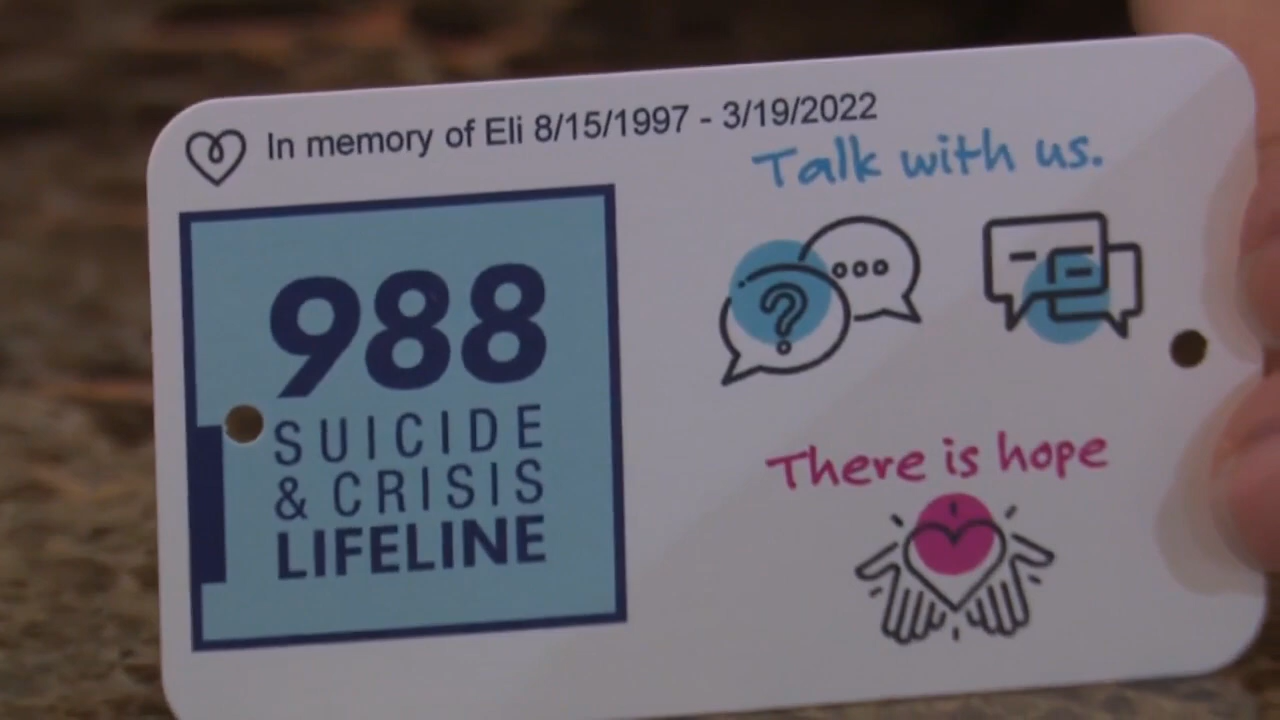 In memory of Eli 8/15/1997 - 3/19/2022
Talk with us.
988
SUICIDE
& CRISIS
LIFELINE
?
There is hope